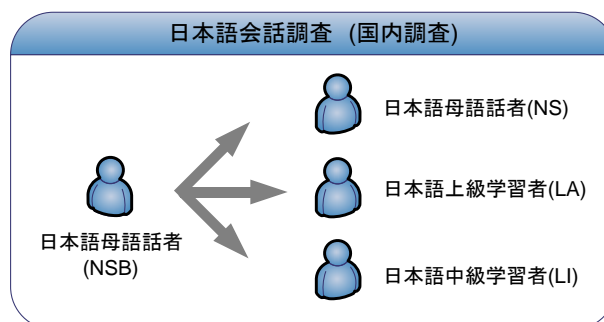 日本語会話調査 (国内調査)
日本語母語話者(NS)
日本語上級学習者(LA)
日本語母語話者
(NSB)
日本語中級学習者(LI)